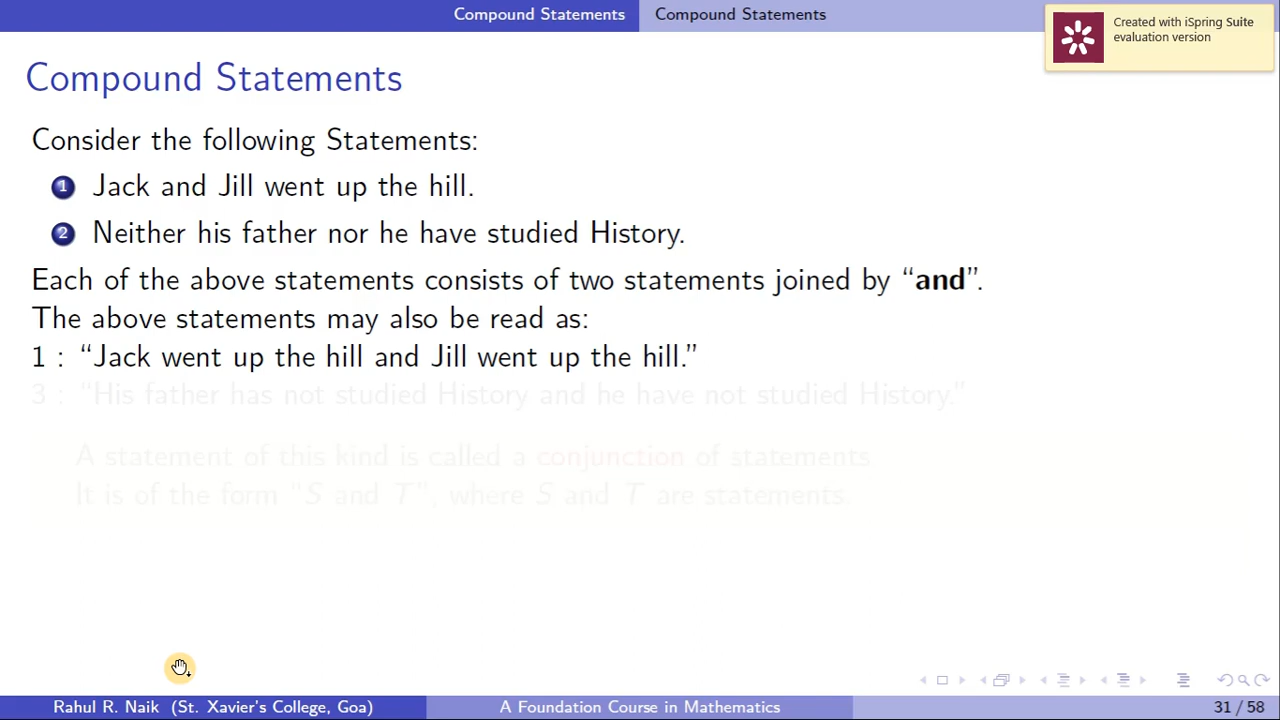 Compound Statements Compound Statements
Created with iSpring Suite
evaluation version
Compound Statements
Consider the following Statements:
1 Jack and Jill went up the hill.
2 Neither his father nor he have studied History.
Each of the above statements consists of two statements joined by “and”.
The above statements may also be read as:
1 : “Jack went up the hill and Jill went up the hill.”
3 : “His father has not studied History and he have not studied History.”
A statement of this kind is called a conjunction of statements
It is of the form “S and T”, where S and T are statements.
Rahul R. Naik (St. Xavier's College, Goa) A Foundation Course in Mathematics 31 / 58